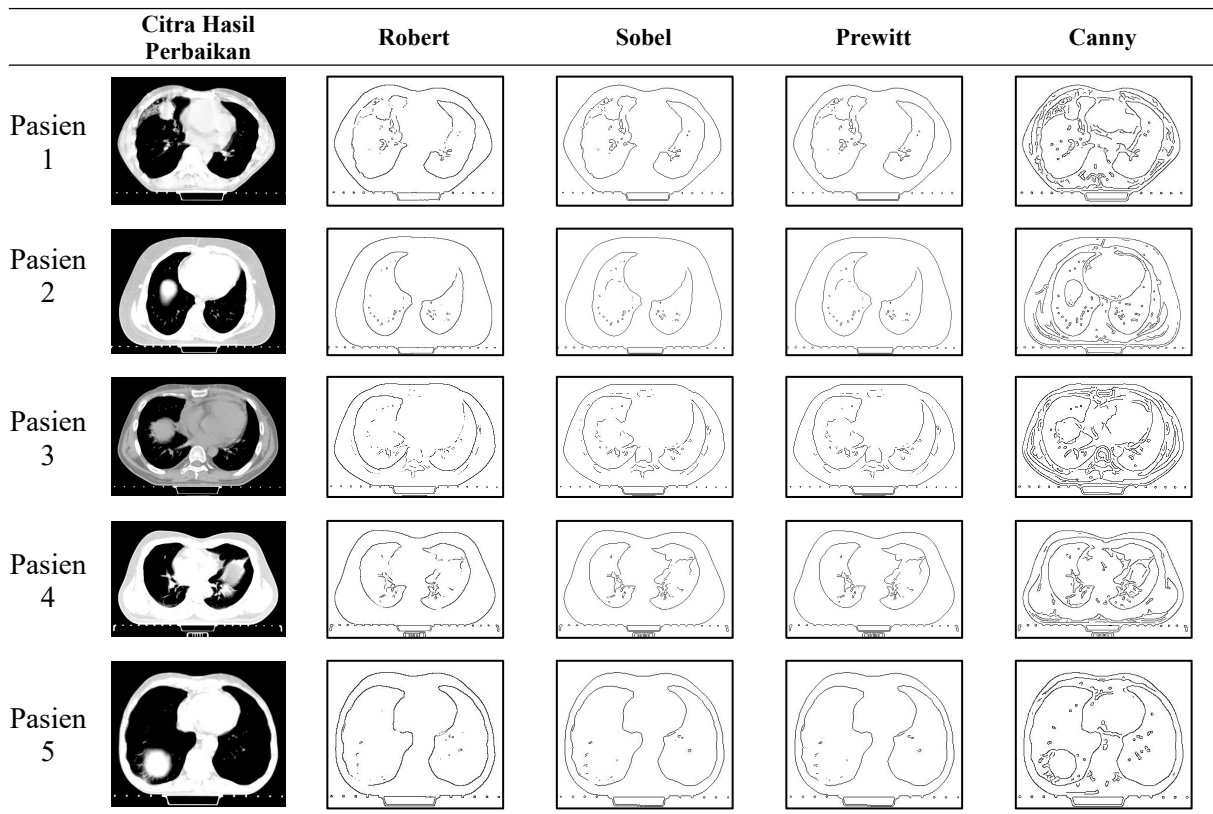 Citra Hasil
Perbaikan
Robert
Sobel
Prewitt
Canny
Pasien
1
Pasien
2
Pasien
3
Pasien
4
Pasien
5